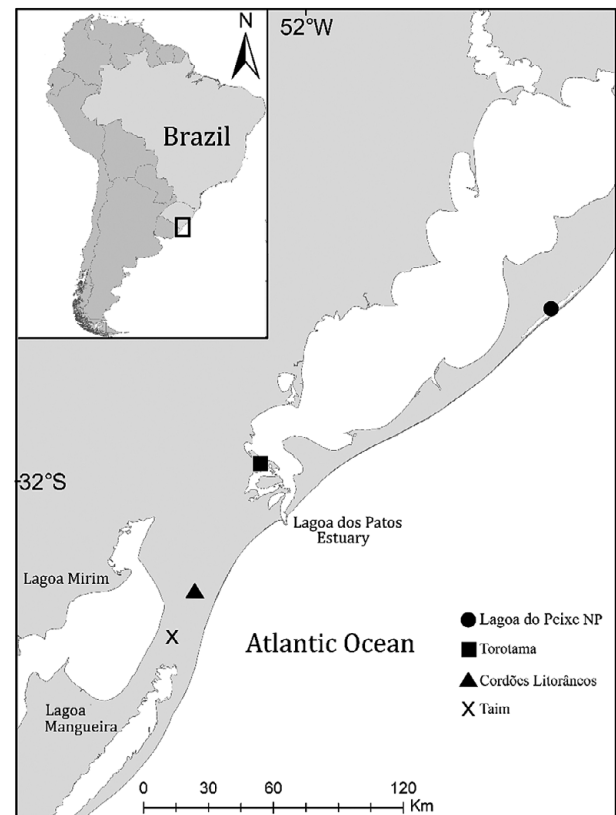 52°W
N
Brazil
32°S
Lagoa dos Patos
Estuary
Lagoa Mirim
Atlantic Ocean
Lagoa
Mangueira
Lagoa do Peixe NP
Torotama
Cordões Litorâneos
X Taim
0 30 60 120
Km